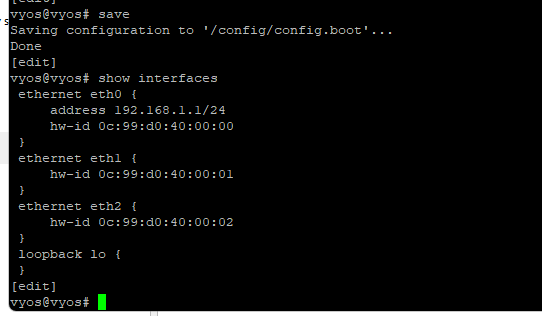 [edit]
vyos@vyos# save
Saving configuration to '/config/config.boot'...
Done
[edit]
vyos@vyos# show interfaces
 ethernet eth0 {
     address 192.168.1.1/24
     hw-id 0c:99:d0:40:00:00
 }
 ethernet eth1 {
     hw-id 0c:99:d0:40:00:01
 }
 ethernet eth2 {
     hw-id 0c:99:d0:40:00:02
 }
 loopback lo {
 }
[edit]
vyos@vyos#